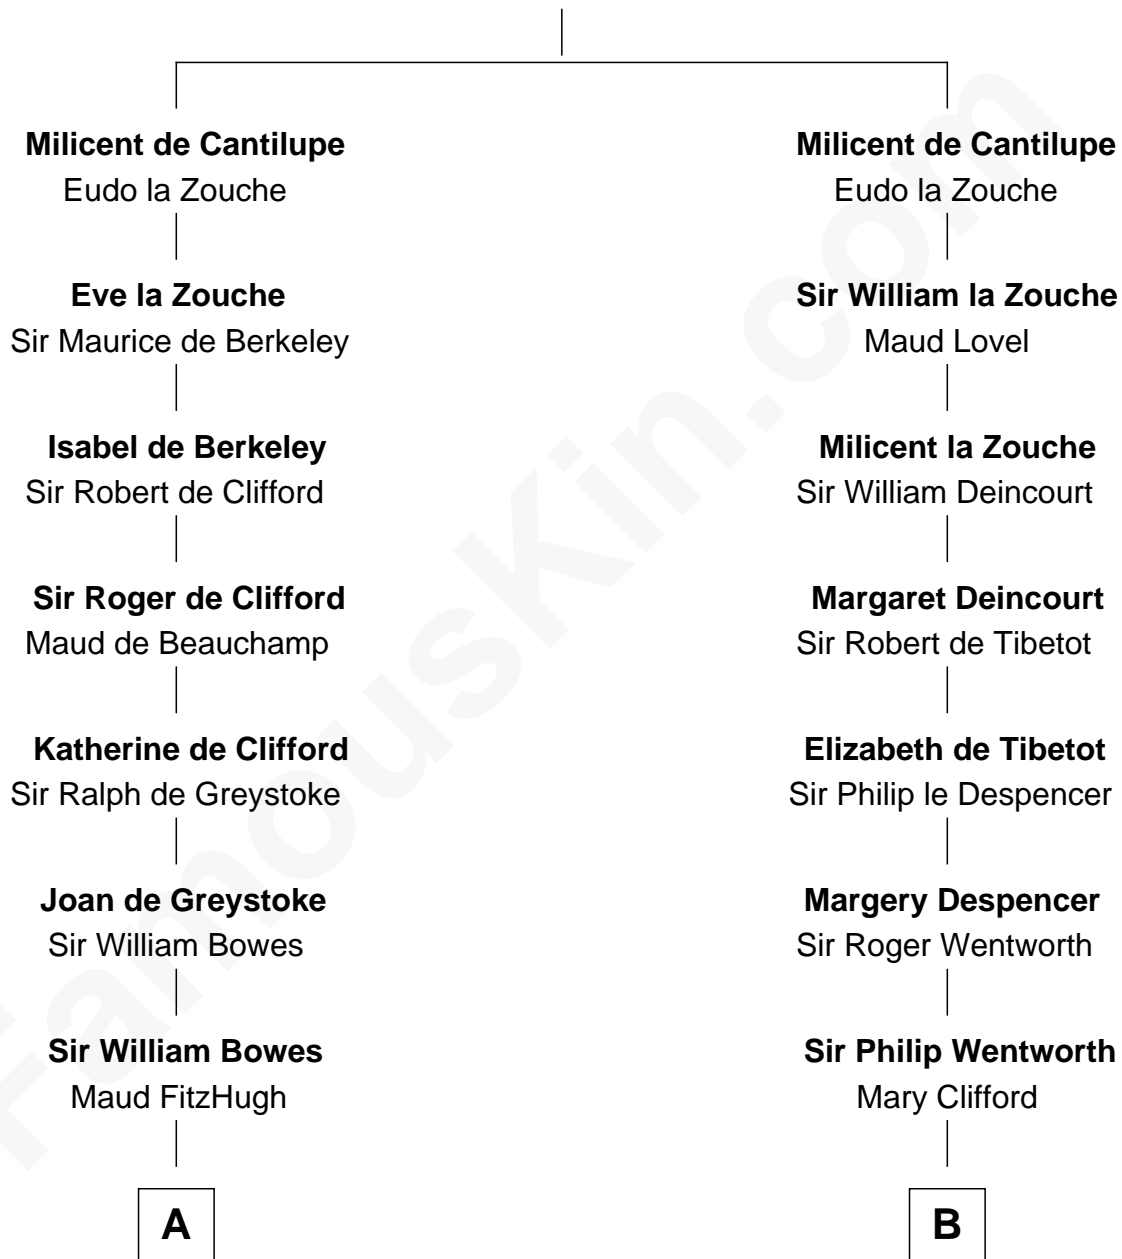 Milicent de Cantilupe
Eudo la Zouche
Eve la Zouche
Sir Maurice de Berkeley
Isabel de Berkeley
Sir Robert de Clifford
Sir Roger de Clifford
Maud de Beauchamp
Katherine de Clifford
Sir Ralph de Greystoke
Joan de Greystoke
Sir William Bowes
Sir William Bowes
Maud FitzHugh
A
Milicent de Cantilupe
Eudo la Zouche
Sir William la Zouche
Maud Lovel
Milicent la Zouche
Sir William Deincourt
Margaret Deincourt
Sir Robert de Tibetot
Elizabeth de Tibetot
Sir Philip le Despencer
Margery Despencer
Sir Roger Wentworth
Sir Philip Wentworth
Mary Clifford
B
FamousKin.com